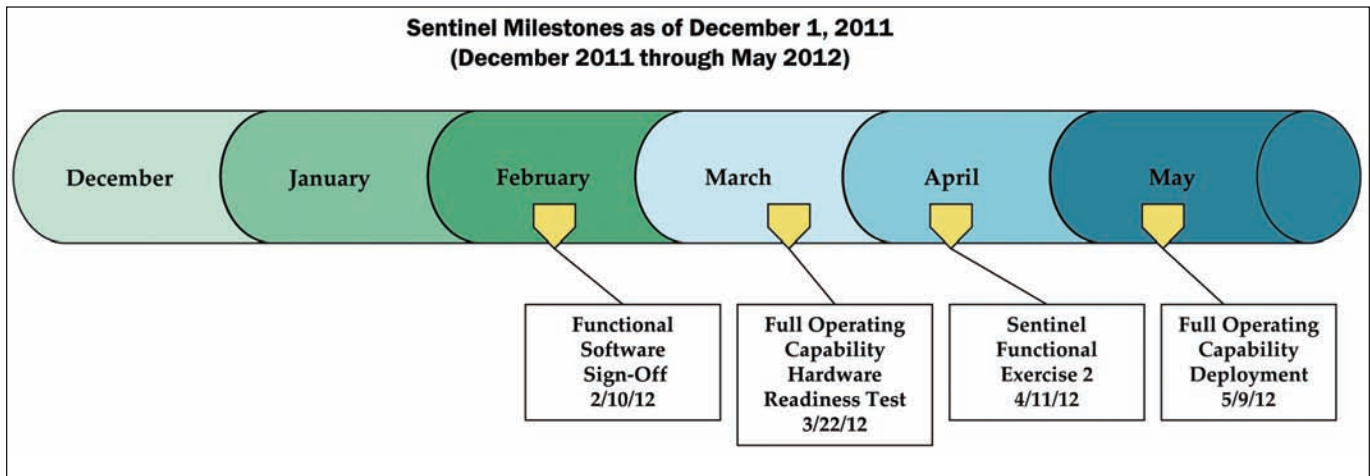 Sentinel Milestones as of December 1, 2011
(December 2011 through May 2012)
December
January
February
March
April
May
Functional
Software
Sign-Off
2/10/12
Full Operating
Capability
Hardware
Readiness Test
3/22/12
Sentinel
Functional
Exercise 2
4/11/12
Full Operating
Capability
Deployment
5/9/12